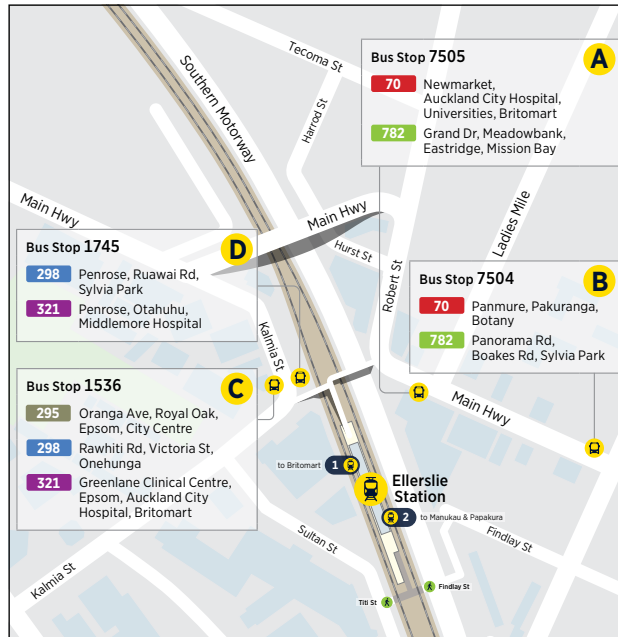 Tecoma St
Harrod St
Southern Motorway
Bus Stop 7505
A
70
Newmarket,
Auckland City Hospital,
Universities, Britomart
782
Grand Dr, Meadowbank,
Eastridge, Mission Bay
Main Hwy
Main Hwy
Hurst St
Robert St
Ladies Mile
Bus Stop 1745
D
298
Penrose, Ruawai Rd,
Sylvia Park
321
Penrose, Otahuhu,
Middlemore Hospital
Bus Stop 7504
B
70
Panmure, Pakuranga,
Botany
782
Panorama Rd,
Boakes Rd, Sylvia Park
Kalmia St
Main Hwy
Bus Stop 1536
C
295
Oranga Ave, Royal Oak,
Epsom, City Centre
298
Rawhiti Rd, Victoria St,
Onehunga
321
Greenlane Clinical Centre,
Epsom, Auckland City
Hospital, Britomart
to Britomart
1
Ellerslie
Station
2
to Manukau & Papakura
Sultan St
Findlay St
Kalmia St
Findlay St
Titi St